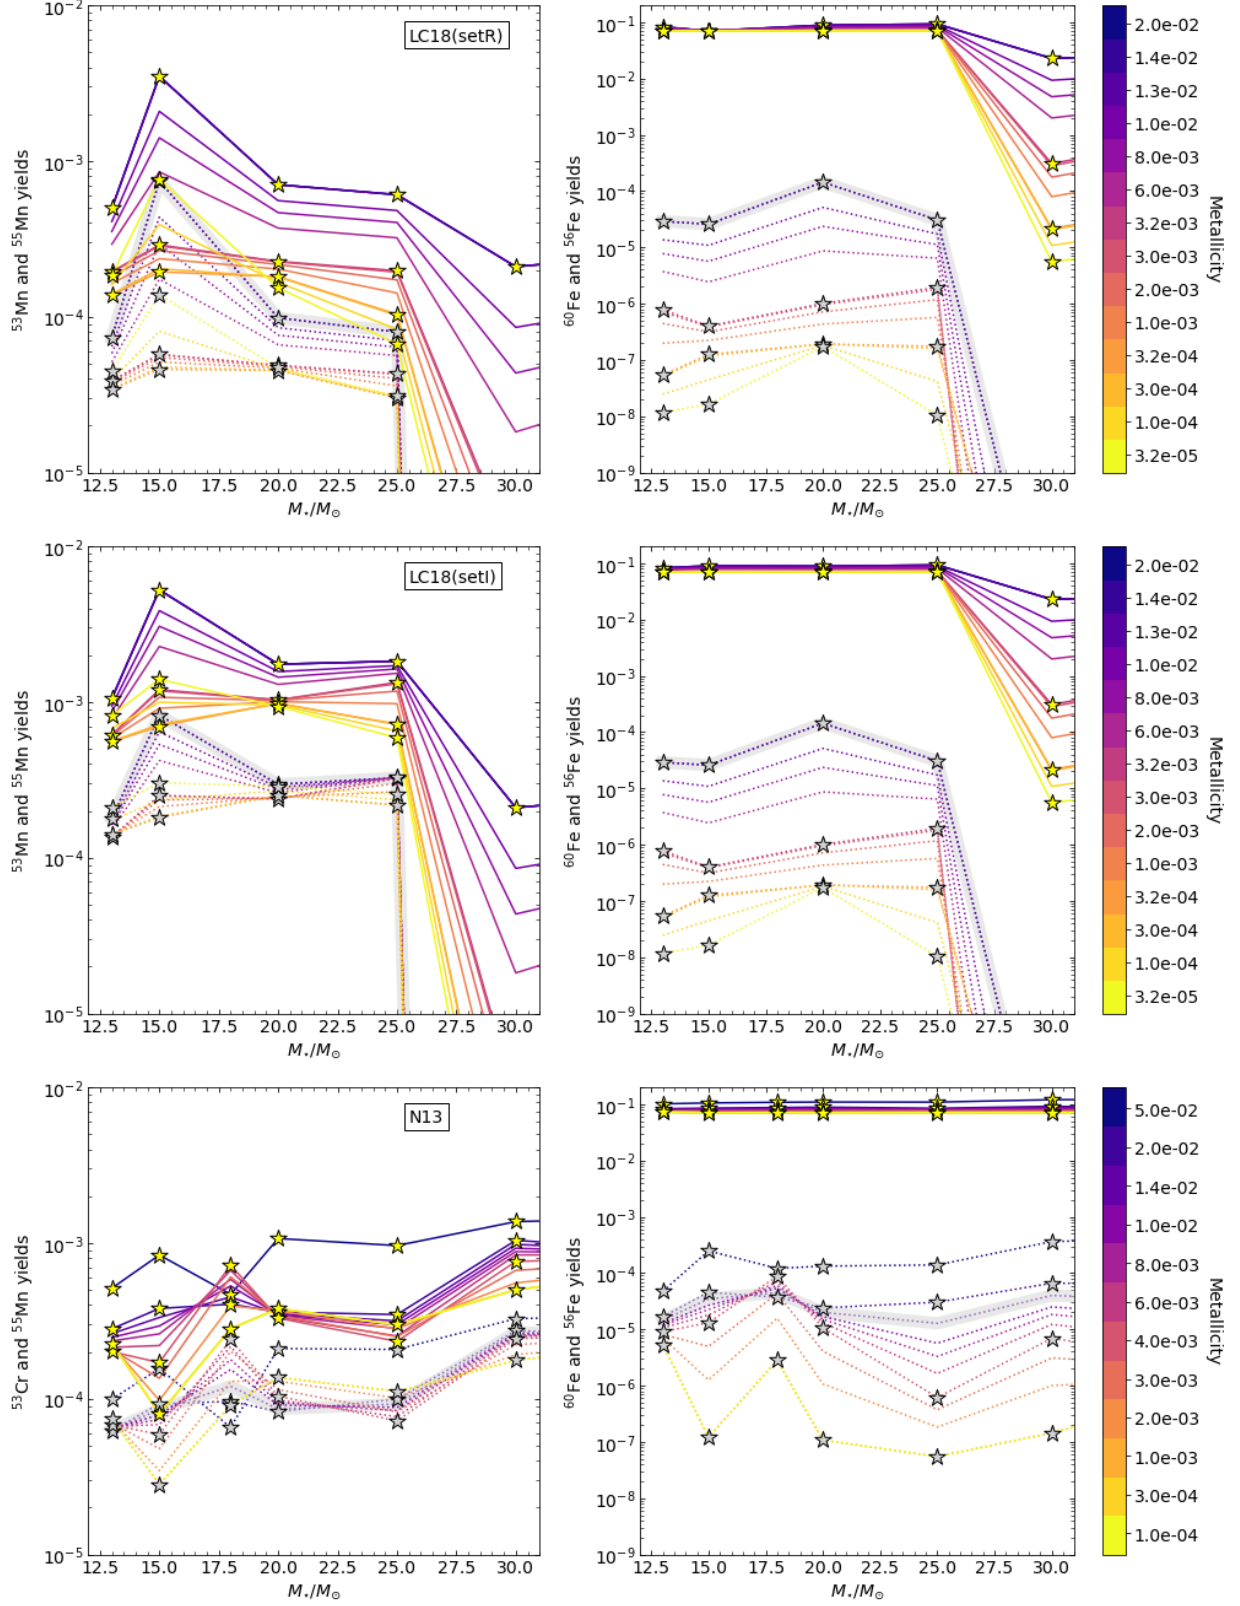 10⁻²
10⁻³
10⁻⁴
10⁻⁵
⁵³Mn and ⁵⁵Mn yields
LC18(setR)
12.5 15.0 17.5 20.0 22.5 25.0 27.5 30.0
M⋆/M⊙
10⁻¹
10⁻²
10⁻³
10⁻⁴
10⁻⁵
10⁻⁶
10⁻⁷
10⁻⁸
10⁻⁹
⁶⁰Fe and ⁵⁶Fe yields
12.5 15.0 17.5 20.0 22.5 25.0 27.5 30.0
M⋆/M⊙
2.0e-02
1.4e-02
1.3e-02
1.0e-02
8.0e-03
6.0e-03
3.2e-03
3.0e-03
2.0e-03
1.0e-03
3.2e-04
3.0e-04
1.0e-04
3.2e-05
Metallicity
10⁻²
10⁻³
10⁻⁴
10⁻⁵
⁵³Mn and ⁵⁵Mn yields
LC18(setI)
12.5 15.0 17.5 20.0 22.5 25.0 27.5 30.0
M⋆/M⊙
10⁻¹
10⁻²
10⁻³
10⁻⁴
10⁻⁵
10⁻⁶
10⁻⁷
10⁻⁸
10⁻⁹
⁶⁰Fe and ⁵⁶Fe yields
12.5 15.0 17.5 20.0 22.5 25.0 27.5 30.0
M⋆/M⊙
2.0e-02
1.4e-02
1.3e-02
1.0e-02
8.0e-03
6.0e-03
3.2e-03
3.0e-03
2.0e-03
1.0e-03
3.2e-04
3.0e-04
1.0e-04
3.2e-05
Metallicity
10⁻²
10⁻³
10⁻⁴
10⁻⁵
⁵³Cr and ⁵⁵Mn yields
N13
12.5 15.0 17.5 20.0 22.5 25.0 27.5 30.0
M⋆/M⊙
10⁻¹
10⁻²
10⁻³
10⁻⁴
10⁻⁵
10⁻⁶
10⁻⁷
10⁻⁸
10⁻⁹
⁶⁰Fe and ⁵⁶Fe yields
12.5 15.0 17.5 20.0 22.5 25.0 27.5 30.0
M⋆/M⊙
5.0e-02
2.0e-02
1.4e-02
1.0e-02
8.0e-03
6.0e-03
4.0e-03
3.0e-03
2.0e-03
1.0e-03
3.0e-04
1.0e-04
Metallicity